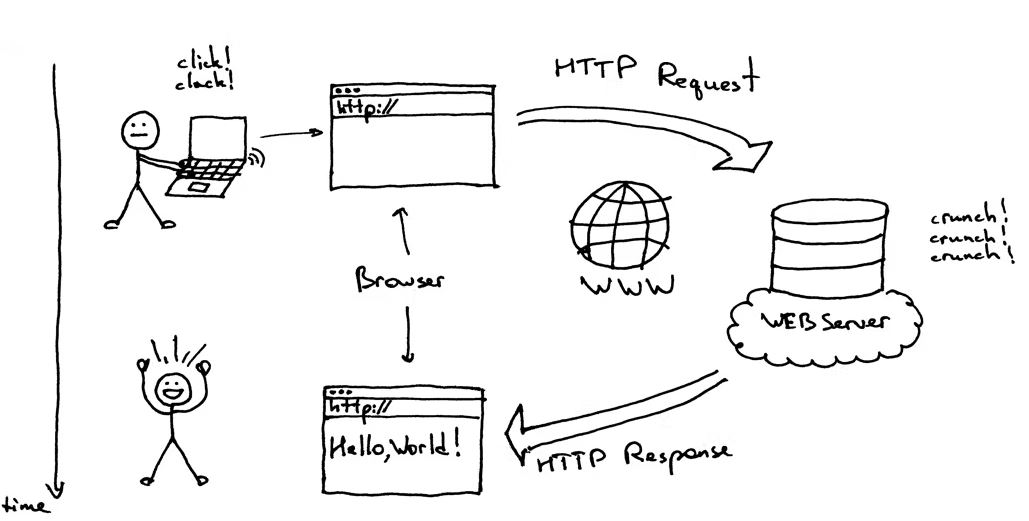 click!
clack!
HTTP Request
http://
crunch!
crunch!
crunch!
Browser
WWW
WEB Server
http://
Hello, World!
HTTP Response
time